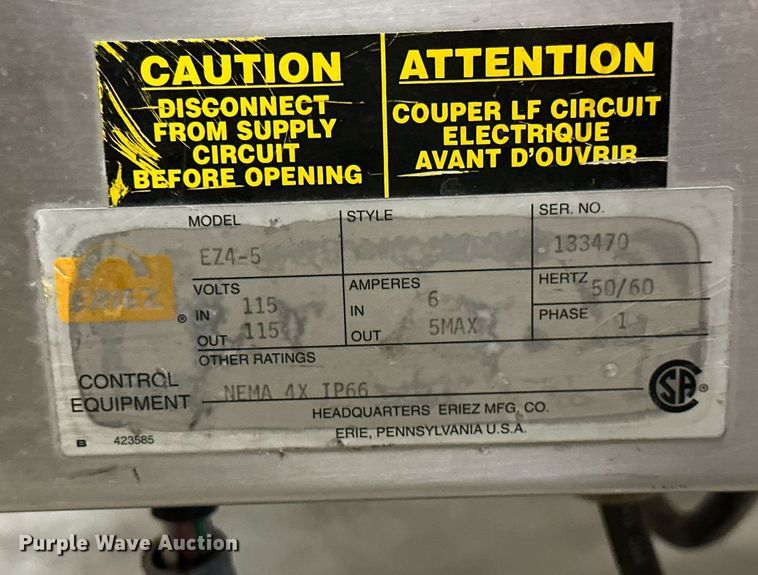 CAUTION
DISCONNECT
FROM SUPPLY
CIRCUIT
BEFORE OPENING
ATTENTION
COUPER LF CIRCUIT
ELECTRIQUE
AVANT D'OUVRIR
MODEL
EZ4-5
STYLE
SER. NO.
133470
ERIEZ ®
VOLTS
IN 115
OUT 115
AMPERES
IN 6
OUT 5MAX
HERTZ 50/60
PHASE 1
OTHER RATINGS
NEMA 4X IP66
CONTROL
EQUIPMENT
HEADQUARTERS ERIEZ MFG. CO.
ERIE, PENNSYLVANIA U.S.A.
B 423585
SA ®
Purple Wave Auction